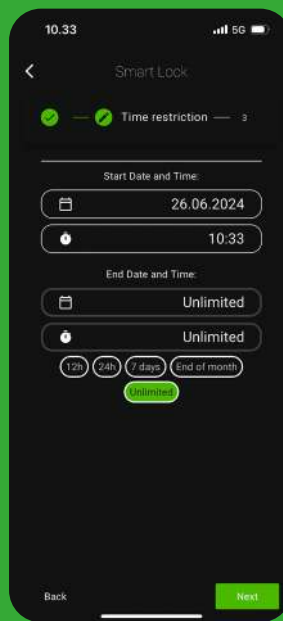 10.33 5G
Smart Lock
Time restriction 3
Start Date and Time:
26.06.2024
10:33
End Date and Time:
Unlimited
Unlimited
12h 24h 7 days End of month
Unlimited
Back Next